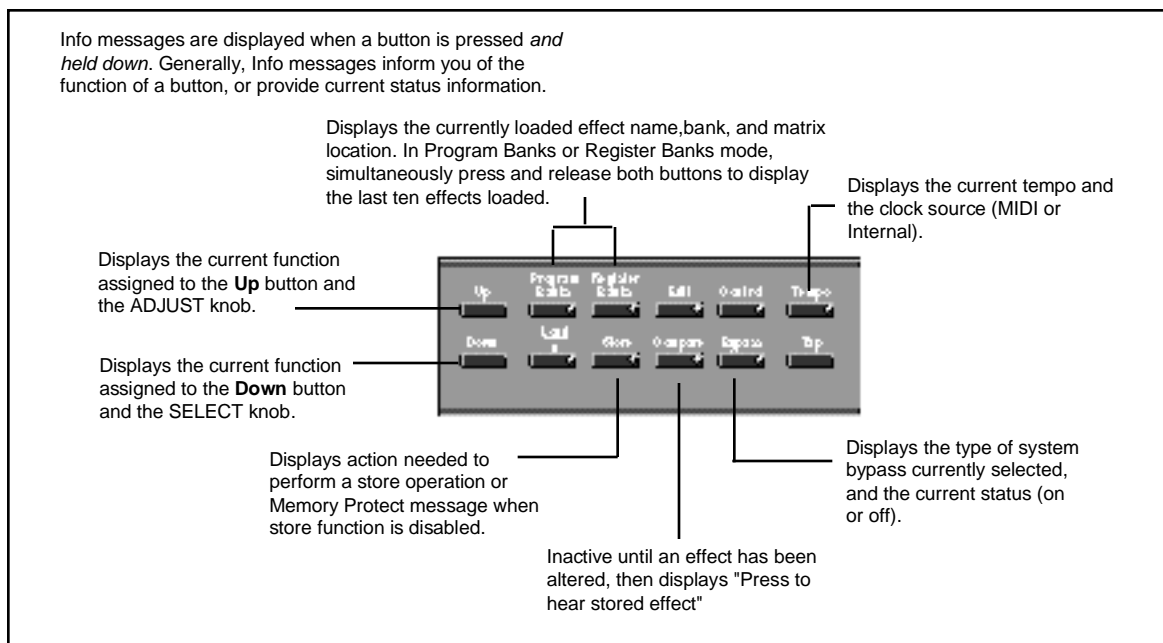 Info messages are displayed when a button is pressed and
held down. Generally, Info messages inform you of the
function of a button, or provide current status information.
Displays the currently loaded effect name,bank, and matrix
location. In Program Banks or Register Banks mode,
simultaneously press and release both buttons to display
the last ten effects loaded.
Displays the current tempo and
the clock source (MIDI or
Internal).
Displays the current function
assigned to the Up button and
the ADJUST knob.
Program
Banks
Register
Banks
Up
Edit
Control
Tempo
Down
Load
Store
Compare
Bypass
Tap
Displays the current function
assigned to the Down button
and the SELECT knob.
Displays action needed to
perform a store operation or
Memory Protect message when
store function is disabled.
Displays the type of system
bypass currently selected,
and the current status (on
or off).
Inactive until an effect has been
altered, then displays "Press to
hear stored effect"